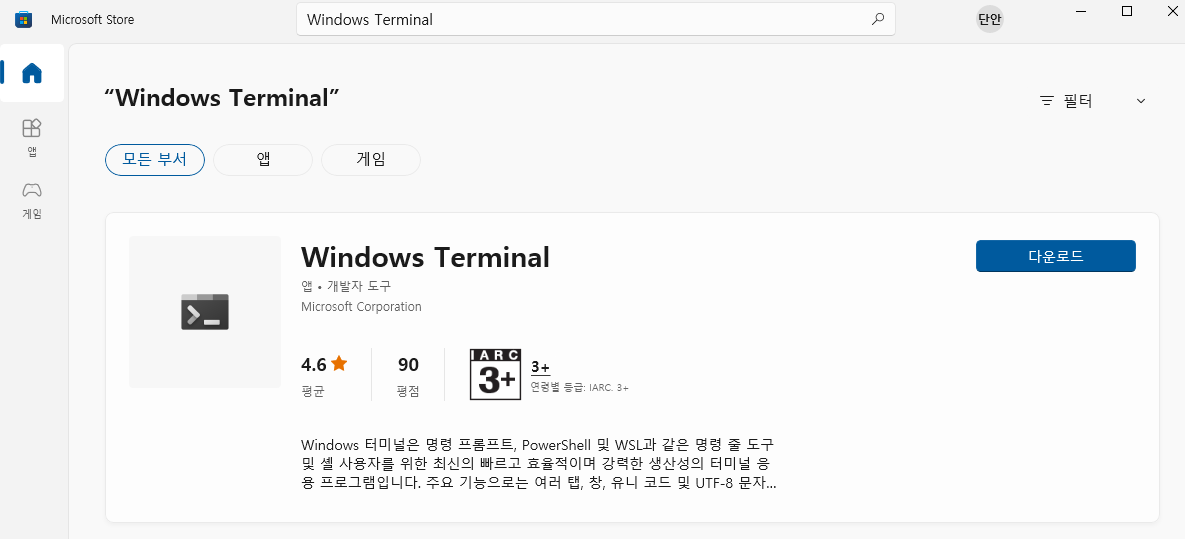 Microsoft Store
Windows Terminal
단안
“Windows Terminal”
필터
모든 부서
앱
게임
앱
게임
Windows Terminal
다운로드
앱 • 개발자 도구
Microsoft Corporation
4.6
평균
90
평점
IARC
3+
3+
연령별 등급: IARC. 3+
Windows 터미널은 명령 프롬프트, PowerShell 및 WSL과 같은 명령 줄 도구
및 셸 사용자를 위한 최신의 빠르고 효율적이며 강력한 생산성의 터미널 응
용 프로그램입니다. 주요 기능으로는 여러 탭, 창, 유니 코드 및 UTF-8 문자...